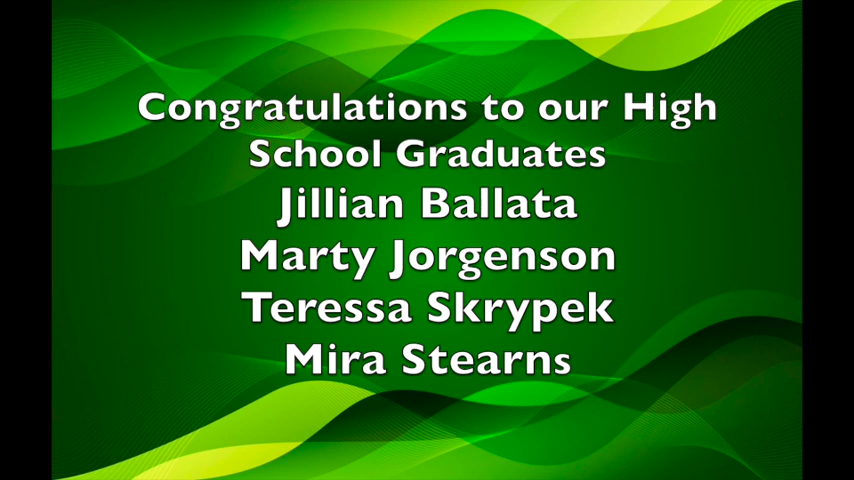 Congratulations to our High
School Graduates
Jillian Ballata
Marty Jorgenson
Teressa Skrypek
Mira Stearns